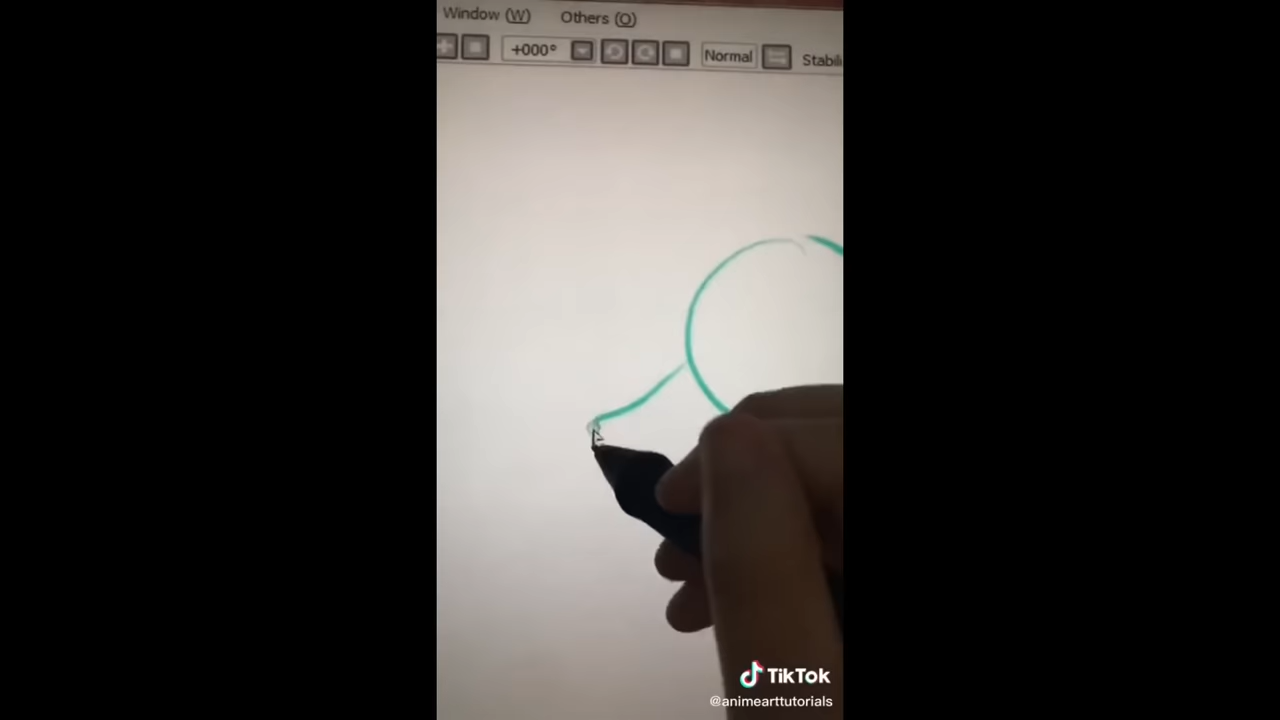 Window (W) Others (O)
+000° Normal Stabili
TikTok
@animearttutorials